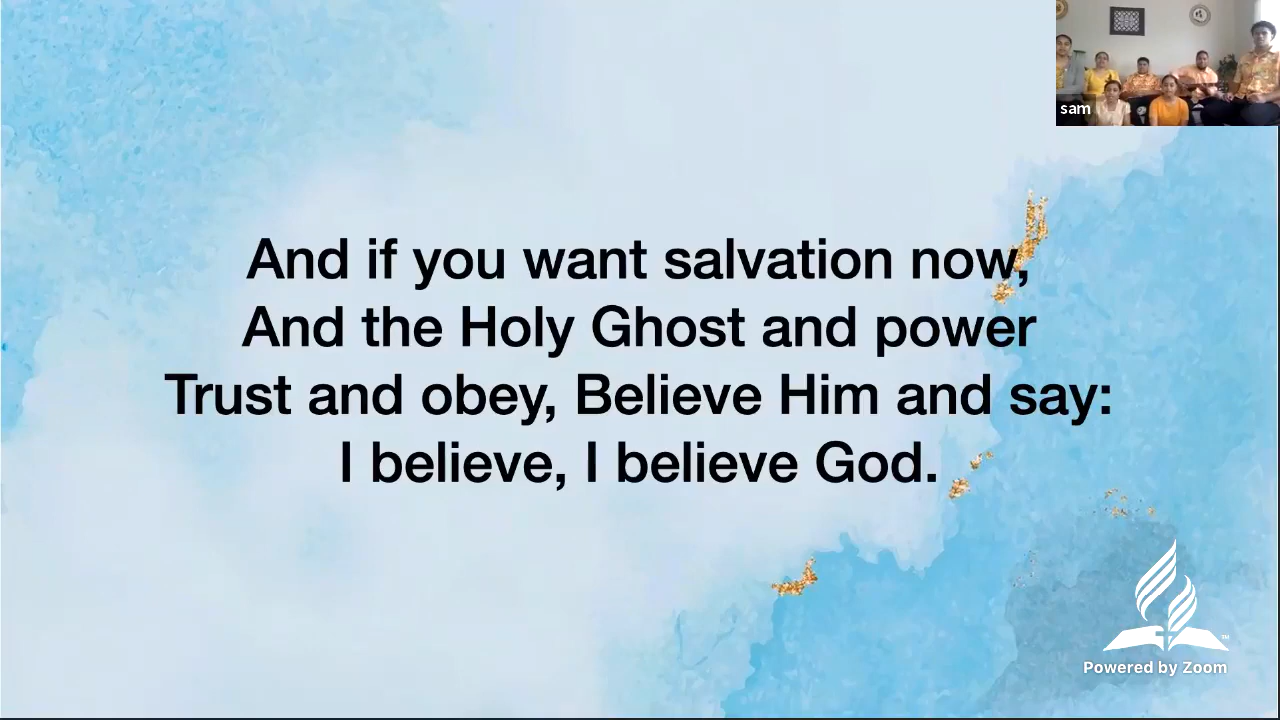 sam
And if you want salvation now,
And the Holy Ghost and power
Trust and obey, Believe Him and say:
I believe, I believe God.
TM
Powered by Zoom